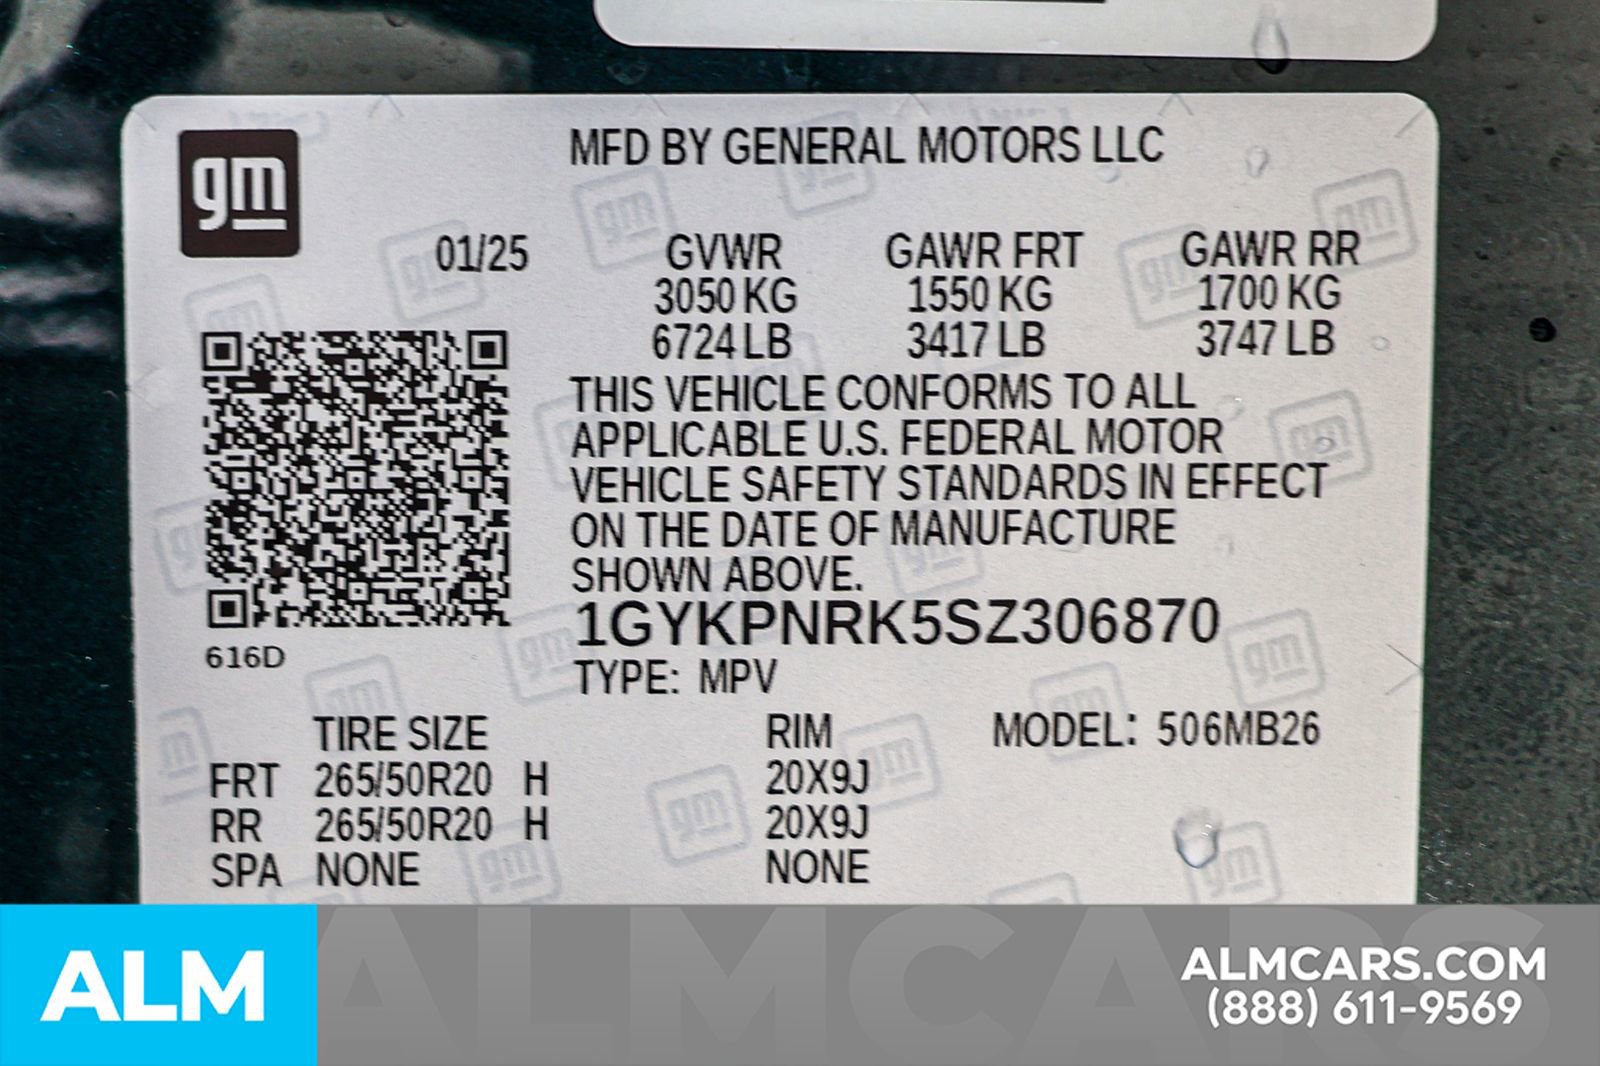 gm
MFD BY GENERAL MOTORS LLC
01/25
GVWR GAWR FRT GAWR RR
3050 KG 1550 KG 1700 KG
6724 LB 3417 LB 3747 LB
THIS VEHICLE CONFORMS TO ALL
APPLICABLE U.S. FEDERAL MOTOR
VEHICLE SAFETY STANDARDS IN EFFECT
ON THE DATE OF MANUFACTURE
SHOWN ABOVE.
1GYKPNRK5SZ306870
616D
TYPE: MPV
TIRE SIZE RIM MODEL: 506MB26
FRT 265/50R20 H 20X9J
RR 265/50R20 H 20X9J
SPA NONE NONE
ALM
ALMCARS
ALMCARS.COM
(888) 611-9569